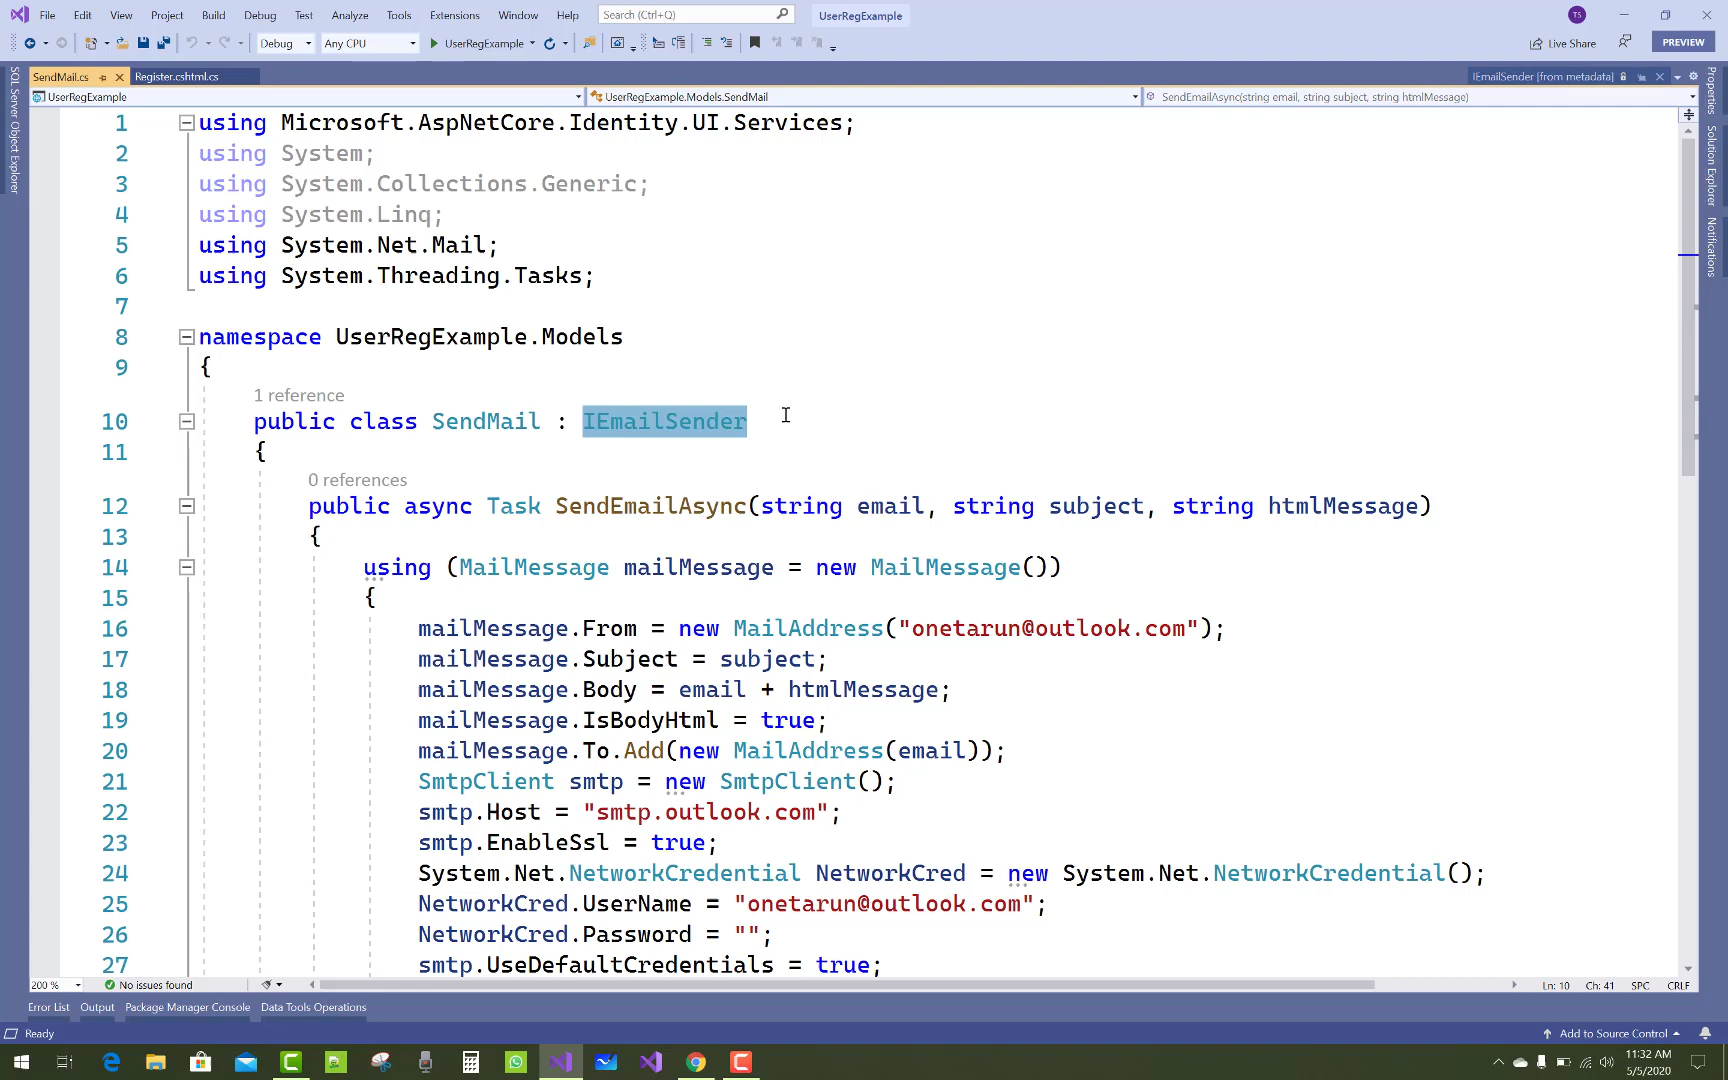 File Edit View Project Build Debug Test Analyze Tools Extensions Window Help Search (Ctrl+Q) UserRegExample TS
Debug Any CPU UserRegExample Live Share PREVIEW
SendMail.cs Register.cshtml.cs IEmailSender [from metadata]
UserRegExample UserRegExample.Models.SendMail SendEmailAsync(string email, string subject, string htmlMessage)
SQL Server Object Explorer
Properties
Solution Explorer
Notifications
1 using Microsoft.AspNetCore.Identity.UI.Services;
2 using System;
3 using System.Collections.Generic;
4 using System.Linq;
5 using System.Net.Mail;
6 using System.Threading.Tasks;
7
8 namespace UserRegExample.Models
9 {
1 reference
10 public class SendMail : IEmailSender
11 {
0 references
12 public async Task SendEmailAsync(string email, string subject, string htmlMessage)
13 {
14 using (MailMessage mailMessage = new MailMessage())
15 {
16 mailMessage.From = new MailAddress("onetarun@outlook.com");
17 mailMessage.Subject = subject;
18 mailMessage.Body = email + htmlMessage;
19 mailMessage.IsBodyHtml = true;
20 mailMessage.To.Add(new MailAddress(email));
21 SmtpClient smtp = new SmtpClient();
22 smtp.Host = "smtp.outlook.com";
23 smtp.EnableSsl = true;
24 System.Net.NetworkCredential NetworkCred = new System.Net.NetworkCredential();
25 NetworkCred.UserName = "onetarun@outlook.com";
26 NetworkCred.Password = "";
27 smtp.UseDefaultCredentials = true;
200 % No issues found Ln: 10 Ch: 41 SPC CRLF
Error List Output Package Manager Console Data Tools Operations
Ready Add to Source Control
11:32 AM
5/5/2020